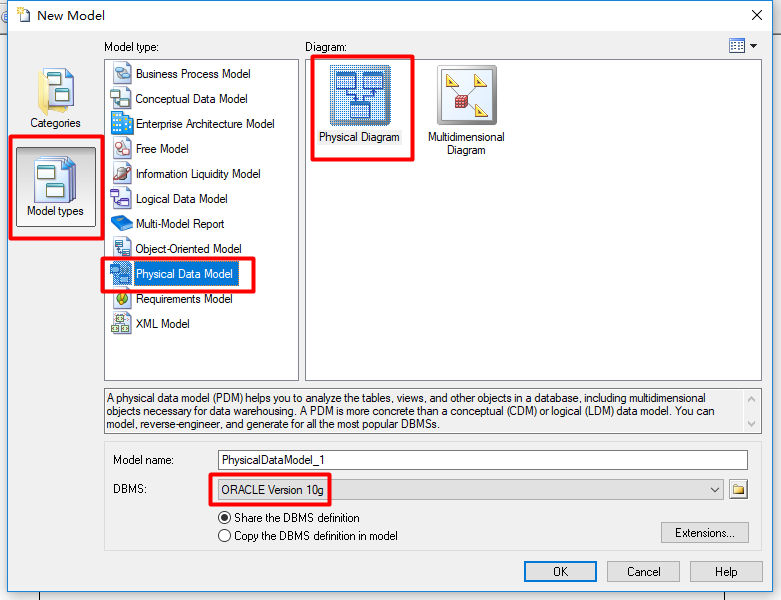 New Model
Model type:
Diagram:
Categories
Model types
Business Process Model
Conceptual Data Model
Enterprise Architecture Model
Free Model
Information Liquidity Model
Logical Data Model
Multi-Model Report
Object-Oriented Model
Physical Data Model
Requirements Model
XML Model
Physical Diagram
Multidimensional
Diagram
A physical data model (PDM) helps you to analyze the tables, views, and other objects in a database, including multidimensional
objects necessary for data warehousing. A PDM is more concrete than a conceptual (CDM) or logical (LDM) data model. You can
model, reverse-engineer, and generate for all the most popular DBMSs.
Model name:
PhysicalDataModel_1
DBMS:
ORACLE Version 10g
Share the DBMS definition
Copy the DBMS definition in model
Extensions...
OK
Cancel
Help